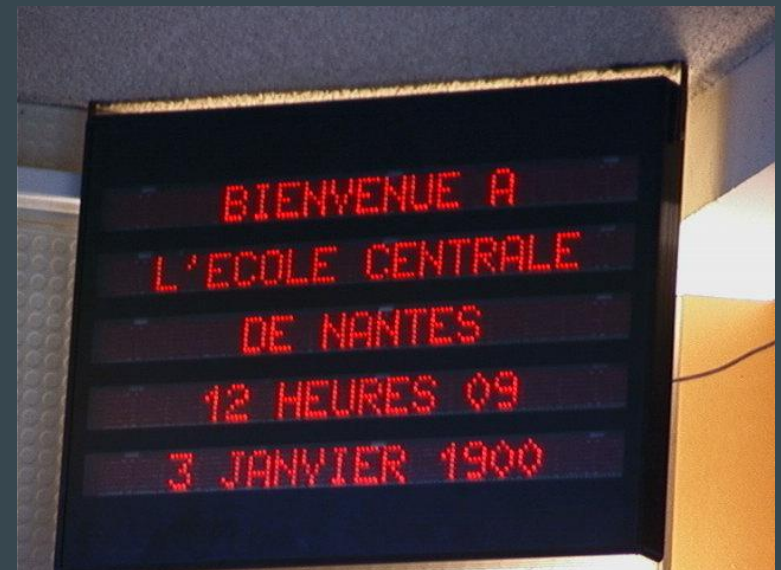 BIENVENUE A
L'ECOLE CENTRALE
DE NANTES
12 HEURES 09
3 JANVIER 1900